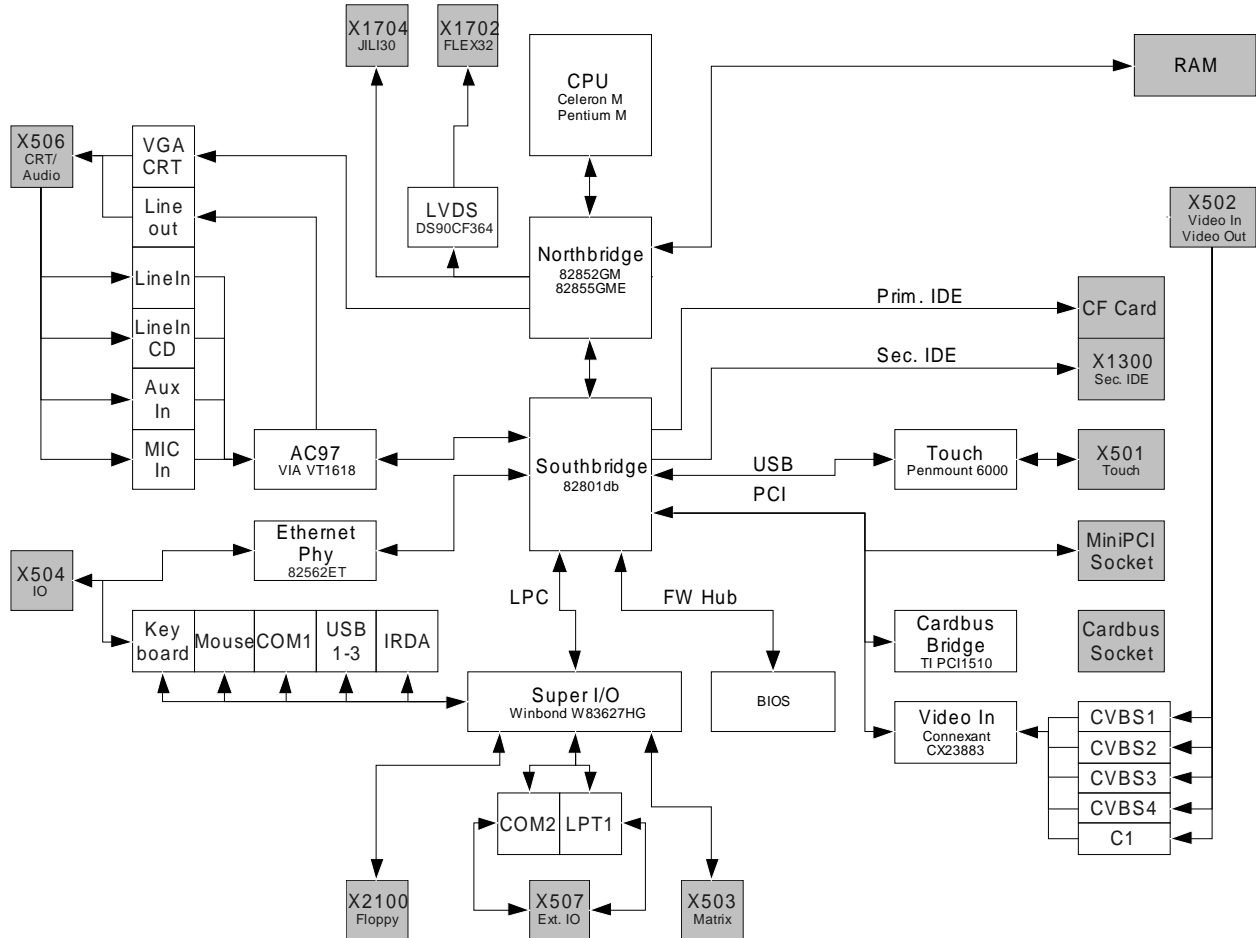 X1704
JILI30
X1702
FLEX32
CPU
Celeron M
Pentium M
RAM
X506
CRT/
Audio
VGA
CRT
Line
out
LineIn
LineIn
CD
Aux
In
MIC
In
LVDS
DS90CF364
Northbridge
82852GM
82855GME
X502
Video In
Video Out
Prim. IDE
CF Card
Sec. IDE
X1300
Sec. IDE
AC97
VIA VT1618
Southbridge
82801db
USB
PCI
Touch
Penmount 6000
X501
Touch
Ethernet
Phy
82562ET
MiniPCI
Socket
X504
IO
LPC
FW Hub
Key
board
Mouse
COM1
USB
1-3
IRDA
Cardbus
Bridge
TI PCI1510
Cardbus
Socket
Super I/O
Winbond W83627HG
BIOS
Video In
Connexant
CX23883
CVBS1
CVBS2
CVBS3
CVBS4
C1
COM2
LPT1
X2100
Floppy
X507
Ext. IO
X503
Matrix